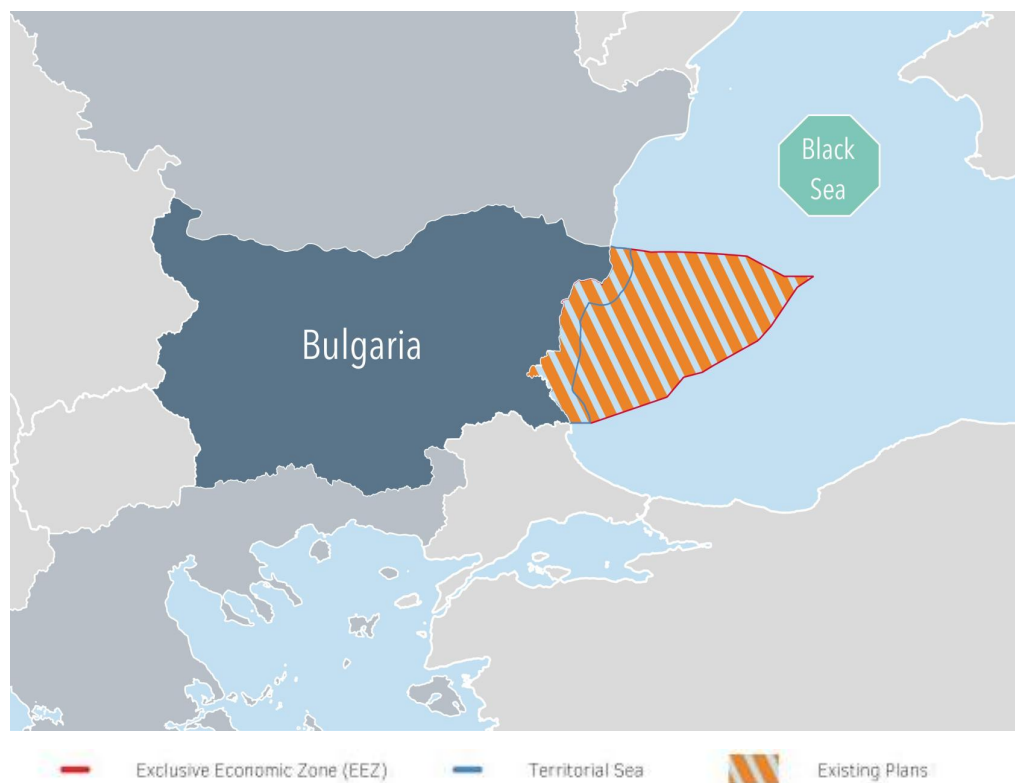 Black
Sea
Bulgaria
Exclusive Economic Zone (EEZ)
Territorial Sea
Existing Plans